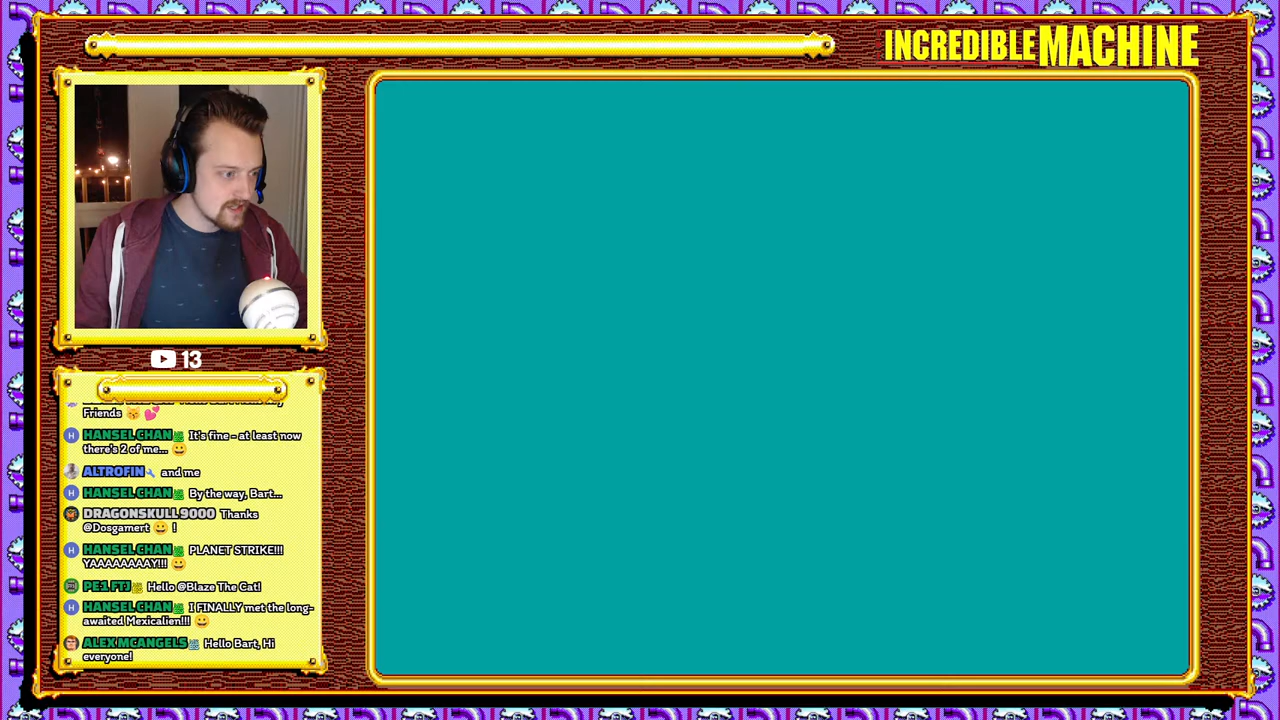 INCREDIBLE MACHINE
13
Friends
HANSEL CHAN It's fine - at least now
there's 2 of me...
ALTROFIN and me
HANSEL CHAN By the way, Bart...
DRAGONSKULL9000 Thanks
@Dosgamert !
HANSEL CHAN PLANET STRIKE!!!
YAAAAAAAY!!!
PE1FTJ Hello @Blaze The Cat!
HANSEL CHAN I FINALLY met the long-
awaited Mexicalien!!!
ALEX MCANGELS Hello Bart, Hi
everyone!